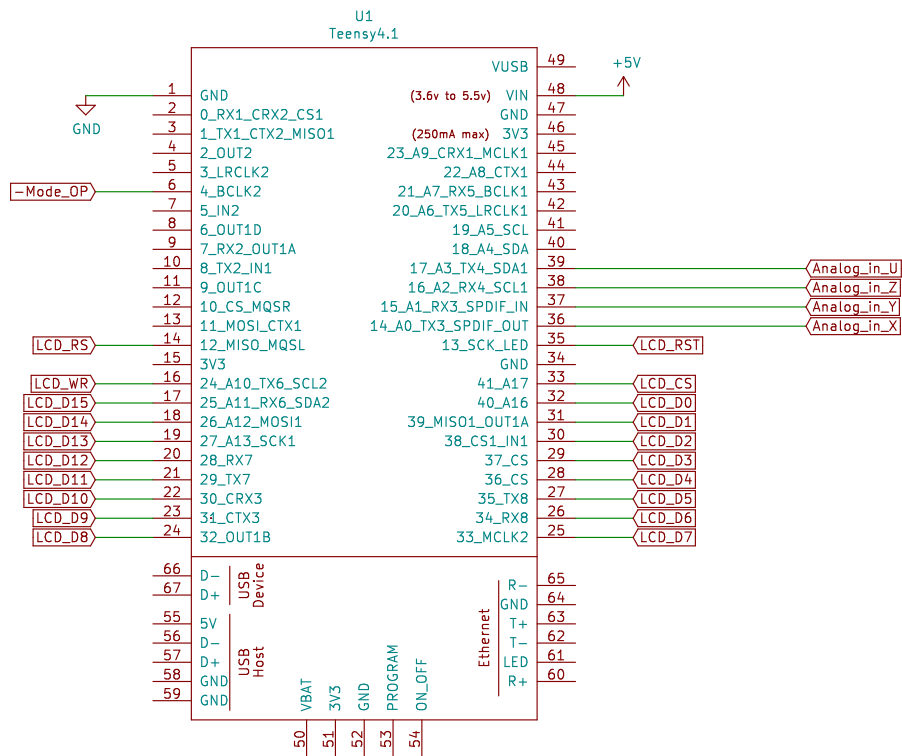 U1
Teensy4.1
VUSB 49
+5V
1 GND (3.6v to 5.5v) VIN 48
GND
2 0_RX1_CRX2_CS1 GND 47
3 1_TX1_CTX2_MISO1 (250mA max) 3V3 46
4 2_OUT2 23_A9_CRX1_MCLK1 45
5 3_LRCLK2 22_A8_CTX1 44
-Mode_OP 6 4_BCLK2 21_A7_RX5_BCLK1 43
7 5_IN2 20_A6_TX5_LRCLK1 42
8 6_OUT1D 19_A5_SCL 41
9 7_RX2_OUT1A 18_A4_SDA 40
10 8_TX2_IN1 17_A3_TX4_SDA1 39 Analog_in_U
11 9_OUT1C 16_A2_RX4_SCL1 38 Analog_in_Z
12 10_CS_MQSR 15_A1_RX3_SPDIF_IN 37 Analog_in_Y
13 11_MOSI_CTX1 14_A0_TX3_SPDIF_OUT 36 Analog_in_X
LCD_RS 14 12_MISO_MQSL 13_SCK_LED 35 LCD_RST
15 3V3 GND 34
LCD_WR 16 24_A10_TX6_SCL2 41_A17 33 LCD_CS
LCD_D15 17 25_A11_RX6_SDA2 40_A16 32 LCD_D0
LCD_D14 18 26_A12_MOSI1 39_MISO1_OUT1A 31 LCD_D1
LCD_D13 19 27_A13_SCK1 38_CS1_IN1 30 LCD_D2
LCD_D12 20 28_RX7 37_CS 29 LCD_D3
LCD_D11 21 29_TX7 36_CS 28 LCD_D4
LCD_D10 22 30_CRX3 35_TX8 27 LCD_D5
LCD_D9 23 31_CTX3 34_RX8 26 LCD_D6
LCD_D8 24 32_OUT1B 33_MCLK2 25 LCD_D7
66 D-
67 D+
USB
Device
55 5V
56 D-
57 D+
58 GND
59 GND
USB
Host
R- 65
GND 64
T+ 63
T- 62
LED 61
R+ 60
Ethernet
VBAT 50
3V3 51
GND 52
PROGRAM 53
ON_OFF 54